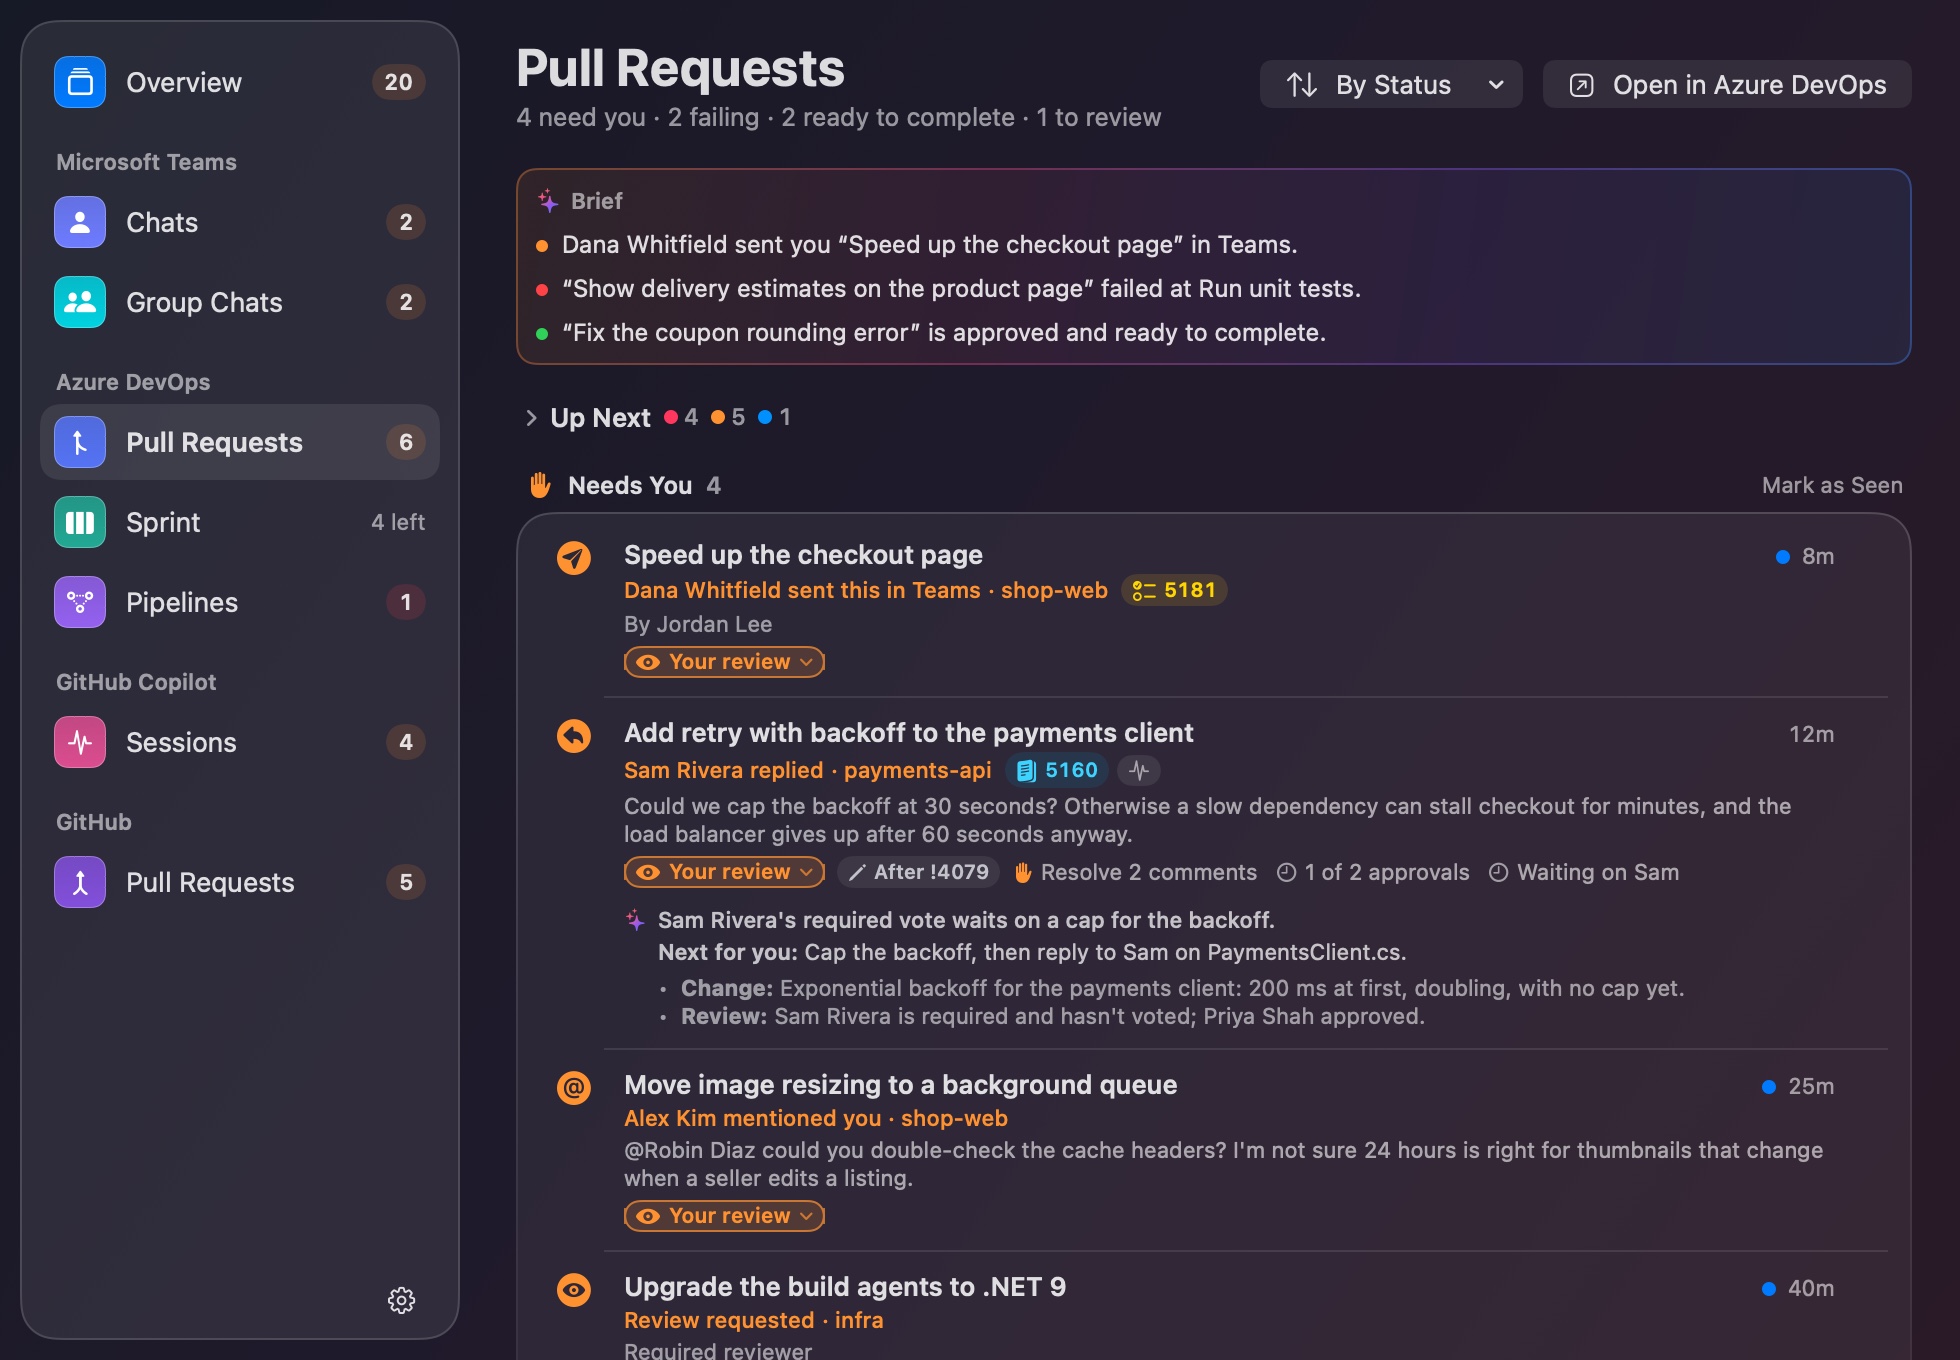 Overview 20
Microsoft Teams
Chats 2
Group Chats 2
Azure DevOps
Pull Requests 6
Sprint 4 left
Pipelines 1
GitHub Copilot
Sessions 4
GitHub
Pull Requests 5
Pull Requests
4 need you · 2 failing · 2 ready to complete · 1 to review
By Status
Open in Azure DevOps
Brief
Dana Whitfield sent you “Speed up the checkout page” in Teams.
“Show delivery estimates on the product page” failed at Run unit tests.
“Fix the coupon rounding error” is approved and ready to complete.
Up Next 4 5 1
Needs You 4
Mark as Seen
Speed up the checkout page
8m
Dana Whitfield sent this in Teams · shop-web 5181
By Jordan Lee
Your review
Add retry with backoff to the payments client
12m
Sam Rivera replied · payments-api 5160
Could we cap the backoff at 30 seconds? Otherwise a slow dependency can stall checkout for minutes, and the
load balancer gives up after 60 seconds anyway.
Your review After !4079 Resolve 2 comments 1 of 2 approvals Waiting on Sam
Sam Rivera's required vote waits on a cap for the backoff.
Next for you: Cap the backoff, then reply to Sam on PaymentsClient.cs.
• Change: Exponential backoff for the payments client: 200 ms at first, doubling, with no cap yet.
• Review: Sam Rivera is required and hasn't voted; Priya Shah approved.
Move image resizing to a background queue
25m
Alex Kim mentioned you · shop-web
@Robin Diaz could you double-check the cache headers? I'm not sure 24 hours is right for thumbnails that change
when a seller edits a listing.
Your review
Upgrade the build agents to .NET 9
40m
Review requested · infra
Required reviewer